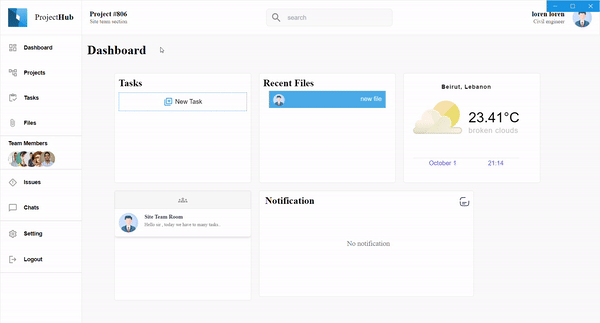 ProjectHub
Project #806
Site team section
search
loren loren
Civil engineer
Dashboard
Projects
Tasks
Files
Team Members
Issues
Chats
Setting
Logout
Dashboard
Tasks
New Task
Recent Files
new file
Beirut, Lebanon
23.41°C
broken clouds
October 1
21:14
Site Team Room
Hello sir , today we have to many tasks .
Notification
No notification